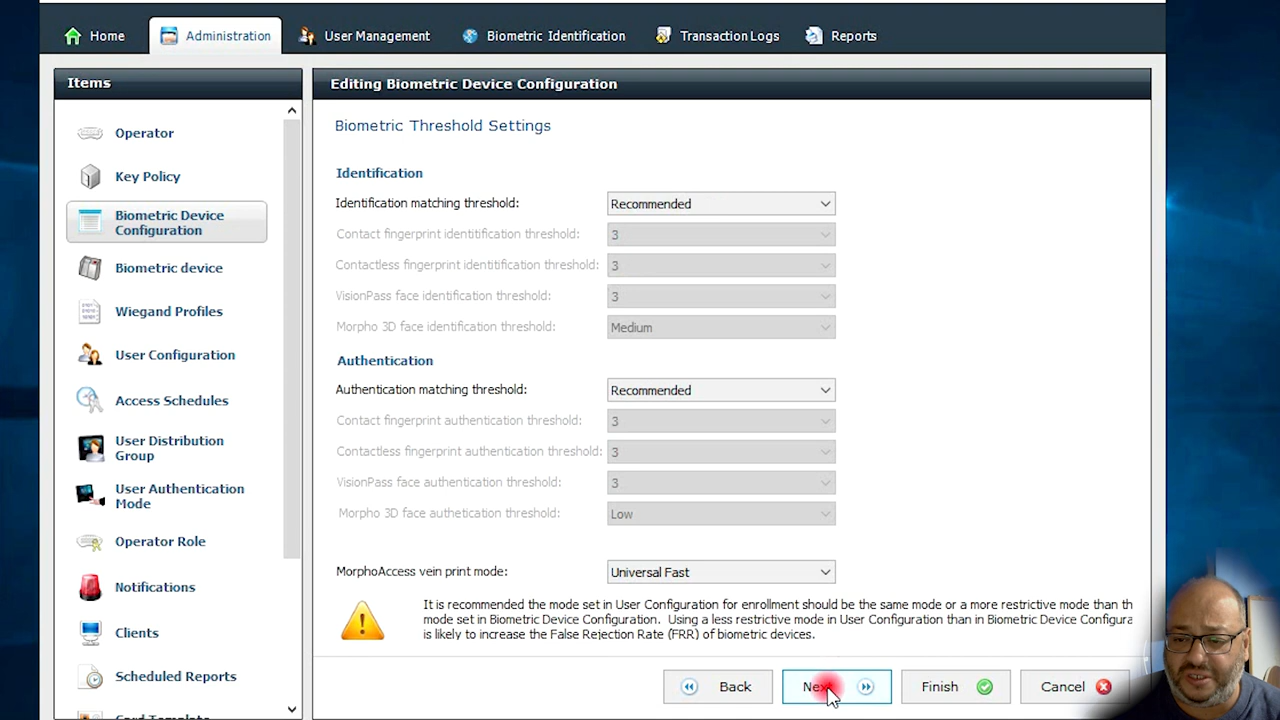 Home
Administration
User Management
Biometric Identification
Transaction Logs
Reports
Items
Operator
Key Policy
Biometric Device
Configuration
Biometric device
Wiegand Profiles
User Configuration
Access Schedules
User Distribution
Group
User Authentication
Mode
Operator Role
Notifications
Clients
Scheduled Reports
Card Template
Editing Biometric Device Configuration
Biometric Threshold Settings
Identification
Identification matching threshold: Recommended
Contact fingerprint identitification threshold: 3
Contactless fingerprint identitification threshold: 3
VisionPass face identification threshold: 3
Morpho 3D face identification threshold: Medium
Authentication
Authentication matching threshold: Recommended
Contact fingerprint authentication threshold: 3
Contactless fingerprint authentication threshold: 3
VisionPass face authentication threshold: 3
Morpho 3D face authetication threshold: Low
MorphoAccess vein print mode: Universal Fast
It is recommended the mode set in User Configuration for enrollment should be the same mode or a more restrictive mode than th
mode set in Biometric Device Configuration. Using a less restrictive mode in User Configuration than in Biometric Device Configura
is likely to increase the False Rejection Rate (FRR) of biometric devices.
Back
Next
Finish
Cancel